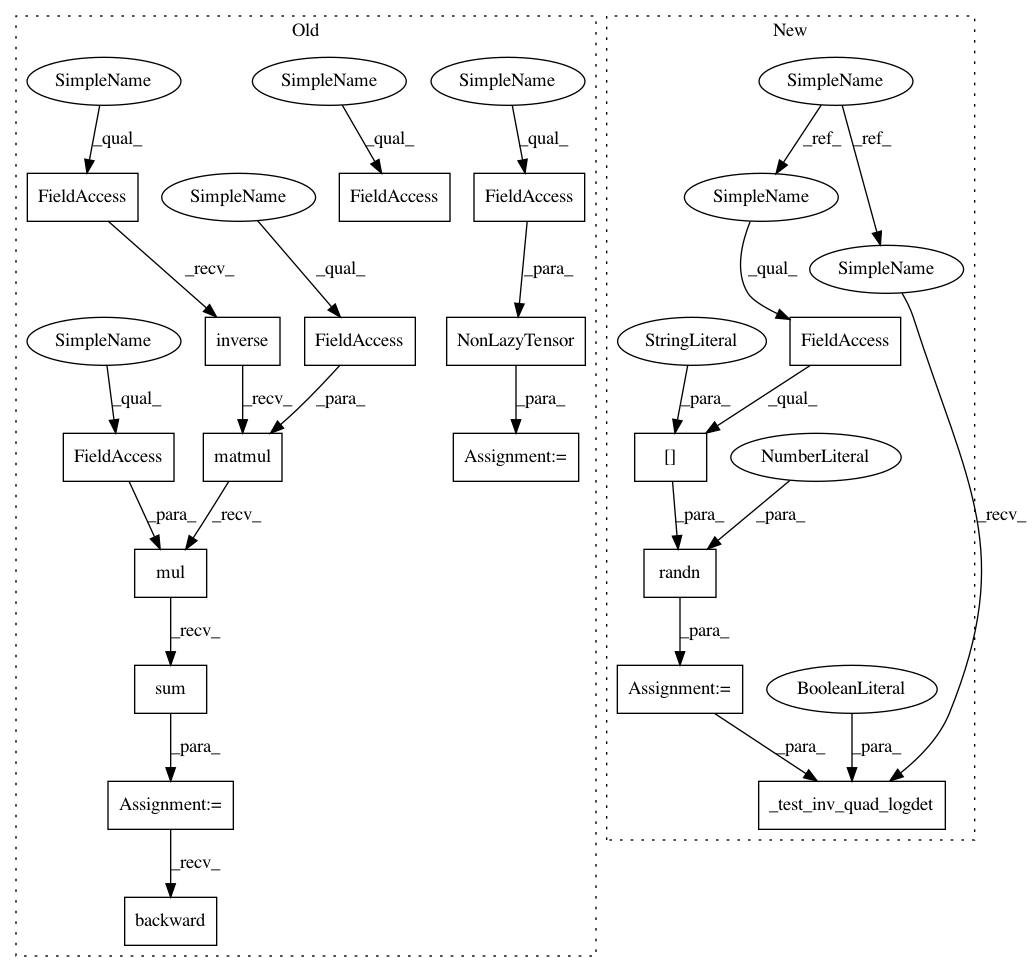 Old
New
SimpleName
SimpleName
SimpleName
SimpleName
_qual_
_qual_
_qual_
_ref_
_ref_
FieldAccess
SimpleName
FieldAccess
FieldAccess
SimpleName
_recv_
_qual_
_para_
_qual_
SimpleName
SimpleName
inverse
FieldAccess
NonLazyTensor
StringLiteral
FieldAccess
_qual_
_recv_
_para_
_para_
_para_
_qual_
FieldAccess
matmul
Assignment:=
[]
NumberLiteral
_para_
_recv_
_para_
_para_
_recv_
mul
randn
_recv_
_para_
sum
Assignment:=
BooleanLiteral
_para_
_para_
_para_
Assignment:=
_test_inv_quad_logdet
_recv_
backward